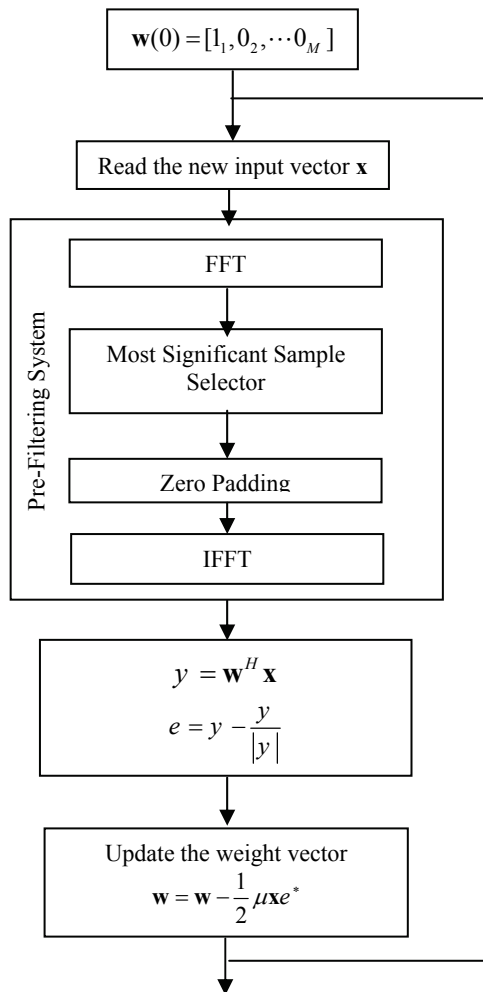 w(0) = [1₁, 0₂, ⋯0_M ]
Read the new input vector x
Pre-Filtering System
FFT
Most Significant Sample
Selector
Zero Padding
IFFT
y = w^H x
e = y − y/|y|
Update the weight vector
w = w − 1/2 μxe*